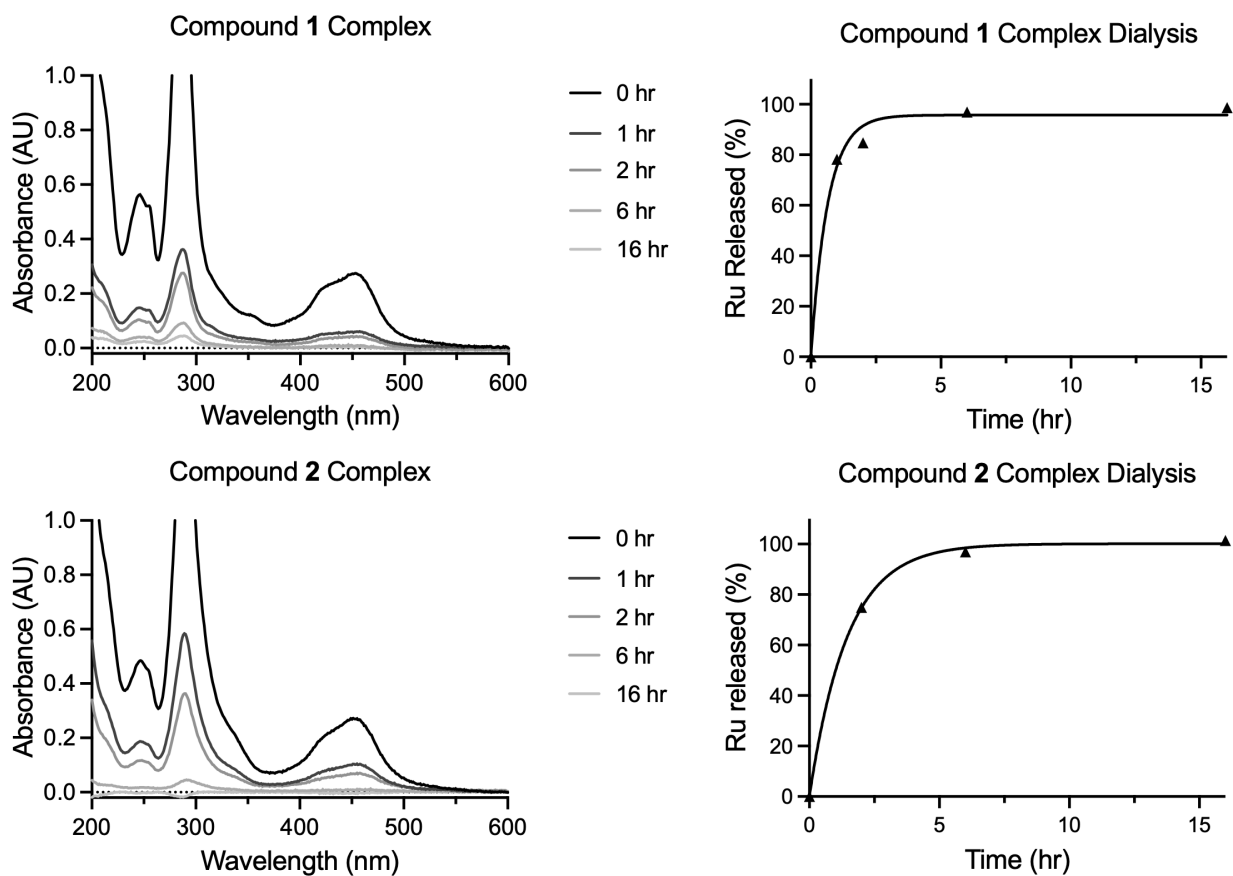 Compound 1 Complex
Absorbance (AU)
1.0
0.8
0.6
0.4
0.2
0.0
200
300
400
500
600
Wavelength (nm)
0 hr
1 hr
2 hr
6 hr
16 hr
Compound 1 Complex Dialysis
Ru Released (%)
100
80
60
40
20
0
0
5
10
15
Time (hr)
Compound 2 Complex
Absorbance (AU)
1.0
0.8
0.6
0.4
0.2
0.0
200
300
400
500
600
Wavelength (nm)
0 hr
1 hr
2 hr
6 hr
16 hr
Compound 2 Complex Dialysis
Ru released (%)
100
80
60
40
20
0
0
5
10
15
Time (hr)